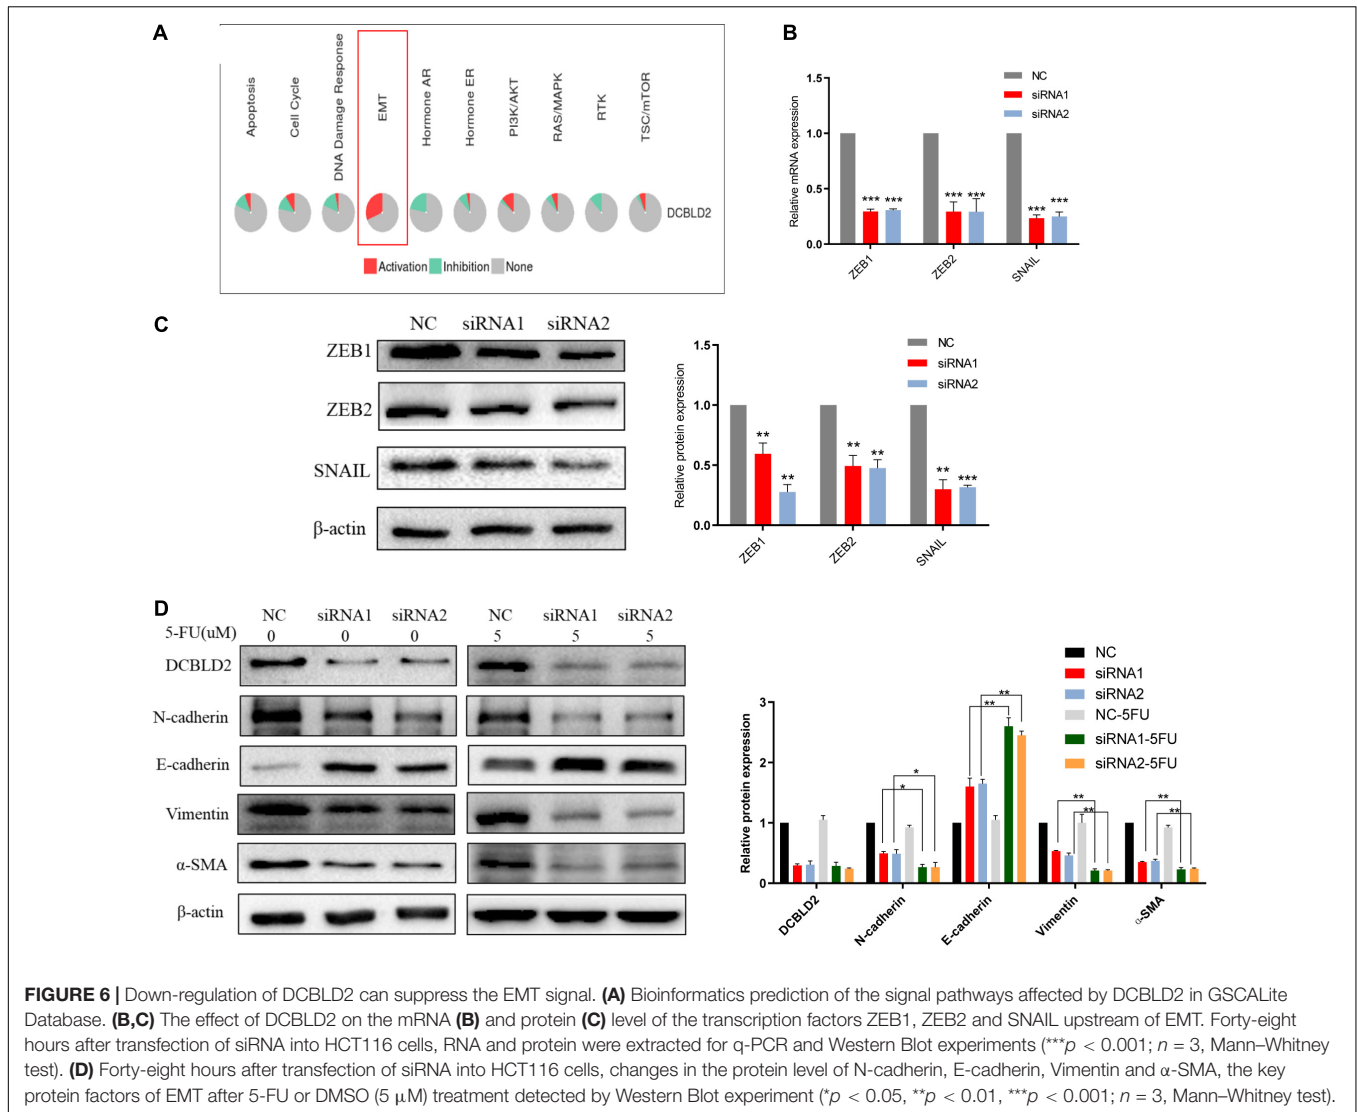 A
Apoptosis
Cell Cycle
DNA Damage Response
EMT
Hormone AR
Hormone ER
PI3K/AKT
RAS/MAPK
RTK
TSC/mTOR
DCBLD2
Activation Inhibition None
B
NC
siRNA1
siRNA2
Relative mRNA expression
1.5
1.0
0.5
0.0
*** ***
*** ***
*** ***
ZEB1
ZEB2
SNAIL
C
NC siRNA1 siRNA2
ZEB1
ZEB2
SNAIL
β-actin
NC
siRNA1
siRNA2
Relative protein expression
1.5
1.0
0.5
0.0
** **
** **
** ***
ZEB1
ZEB2
SNAIL
D
NC siRNA1 siRNA2 NC siRNA1 siRNA2
5-FU(uM) 0 0 0 5 5 5
DCBLD2
N-cadherin
E-cadherin
Vimentin
α-SMA
β-actin
NC
siRNA1
siRNA2
NC-5FU
siRNA1-5FU
siRNA2-5FU
Relative protein expression
3
2
1
0
* *
** **
** **
** **
DCBLD2
N-cadherin
E-cadherin
Vimentin
α-SMA
FIGURE 6 | Down-regulation of DCBLD2 can suppress the EMT signal. (A) Bioinformatics prediction of the signal pathways affected by DCBLD2 in GSCALite
Database. (B,C) The effect of DCBLD2 on the mRNA (B) and protein (C) level of the transcription factors ZEB1, ZEB2 and SNAIL upstream of EMT. Forty-eight
hours after transfection of siRNA into HCT116 cells, RNA and protein were extracted for q-PCR and Western Blot experiments (***p < 0.001; n = 3, Mann–Whitney
test). (D) Forty-eight hours after transfection of siRNA into HCT116 cells, changes in the protein level of N-cadherin, E-cadherin, Vimentin and α-SMA, the key
protein factors of EMT after 5-FU or DMSO (5 μM) treatment detected by Western Blot experiment (*p < 0.05, **p < 0.01, ***p < 0.001; n = 3, Mann–Whitney test).